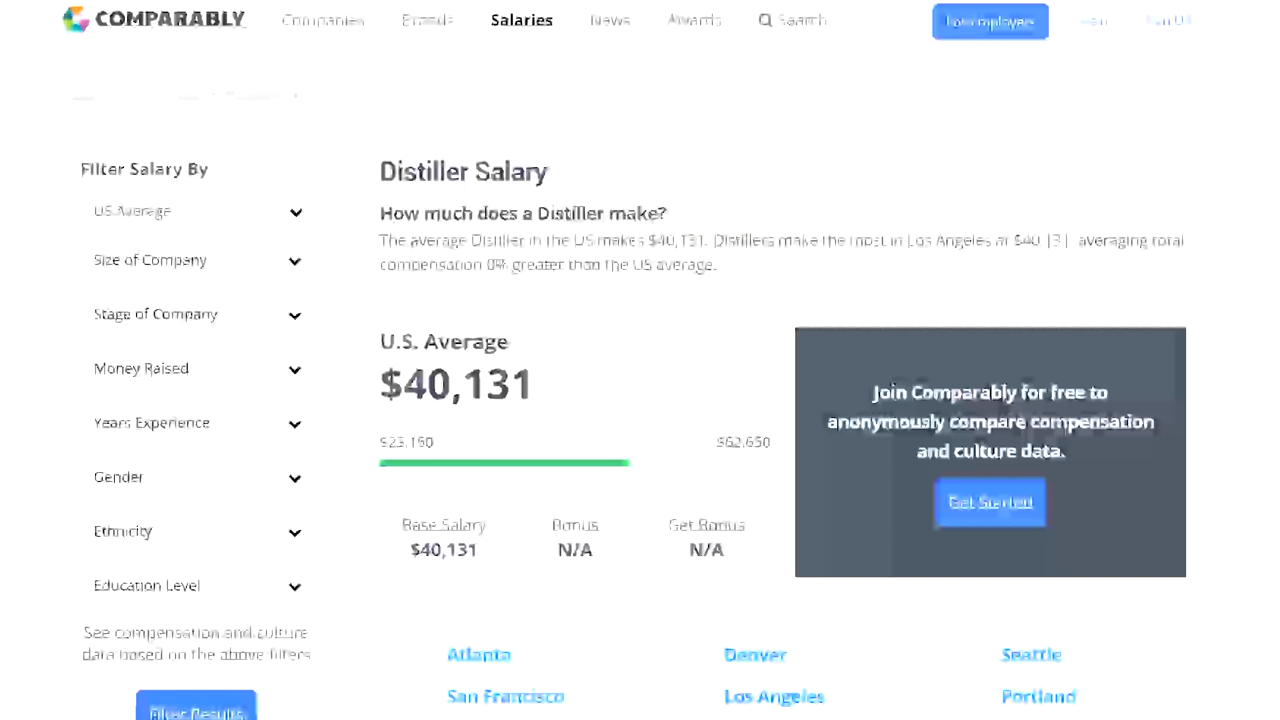 COMPARABLY Companies Brands Salaries News Awards Search For Employers
Filter Salary By
US Average
Size of Company
Stage of Company
Money Raised
Years Experience
Gender
Ethnicity
Education Level
See compensation and culture
data based on the above filters
Filter Results
Distiller Salary
How much does a Distiller make?
The average Distiller in the US makes $40,131. Distillers make the most in Los Angeles at $40,131, averaging total
compensation 0% greater than the US average.
U.S. Average
$40,131
$23,160 $62,650
Base Salary Bonus Get Bonus
$40,131 N/A N/A
Join Comparably for free to
anonymously compare compensation
and culture data.
Get Started
Atlanta Denver Seattle
San Francisco Los Angeles Portland